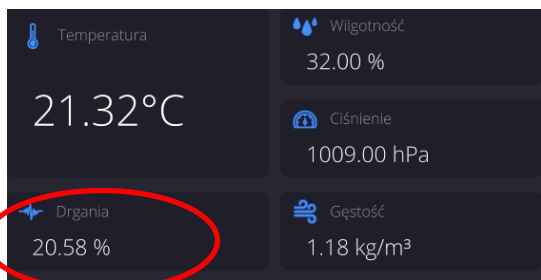 Temperatura
21.32°C
Wilgotność
32.00 %
Ciśnienie
1009.00 hPa
Drgania
20.58 %
Gęstość
1.18 kg/m³